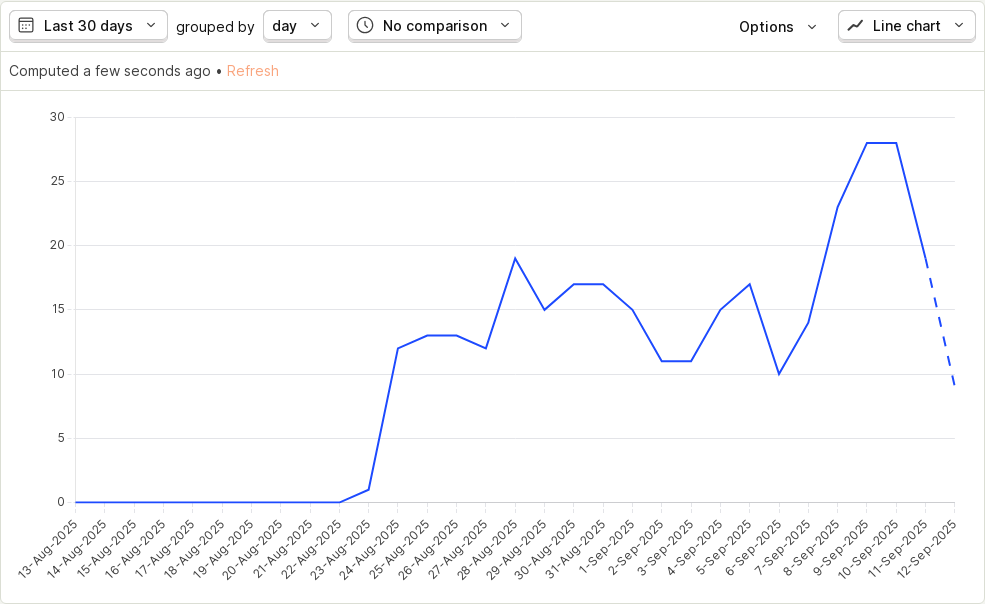 Last 30 days grouped by day No comparison Options Line chart
Computed a few seconds ago • Refresh
30
25
20
15
10
5
0
13-Aug-2025
14-Aug-2025
15-Aug-2025
16-Aug-2025
17-Aug-2025
18-Aug-2025
19-Aug-2025
20-Aug-2025
21-Aug-2025
22-Aug-2025
23-Aug-2025
24-Aug-2025
25-Aug-2025
26-Aug-2025
27-Aug-2025
28-Aug-2025
29-Aug-2025
30-Aug-2025
31-Aug-2025
1-Sep-2025
2-Sep-2025
3-Sep-2025
4-Sep-2025
5-Sep-2025
6-Sep-2025
7-Sep-2025
8-Sep-2025
9-Sep-2025
10-Sep-2025
11-Sep-2025
12-Sep-2025